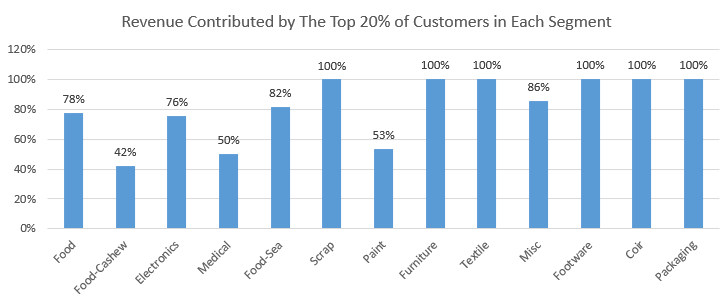 Revenue Contributed by The Top 20% of Customers in Each Segment
120%
100%
80%
60%
40%
20%
0%
78%
42%
76%
50%
82%
100%
53%
100%
100%
86%
100%
100%
100%
Food
Food-Cashew
Electronics
Medical
Food-Sea
Scrap
Paint
Furniture
Textile
Misc
Footware
Coir
Packaging